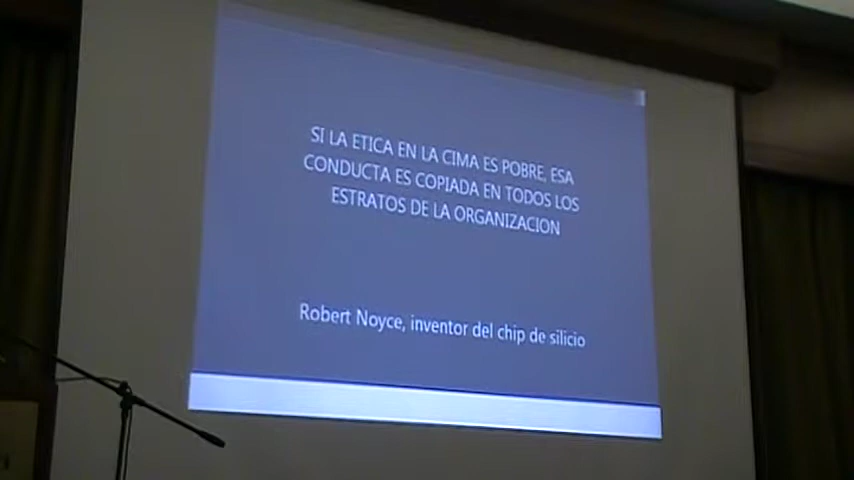 SI LA ETICA EN LA CIMA ES POBRE, ESA
CONDUCTA ES COPIADA EN TODOS LOS
ESTRATOS DE LA ORGANIZACION
Robert Noyce, inventor del chip de silicio